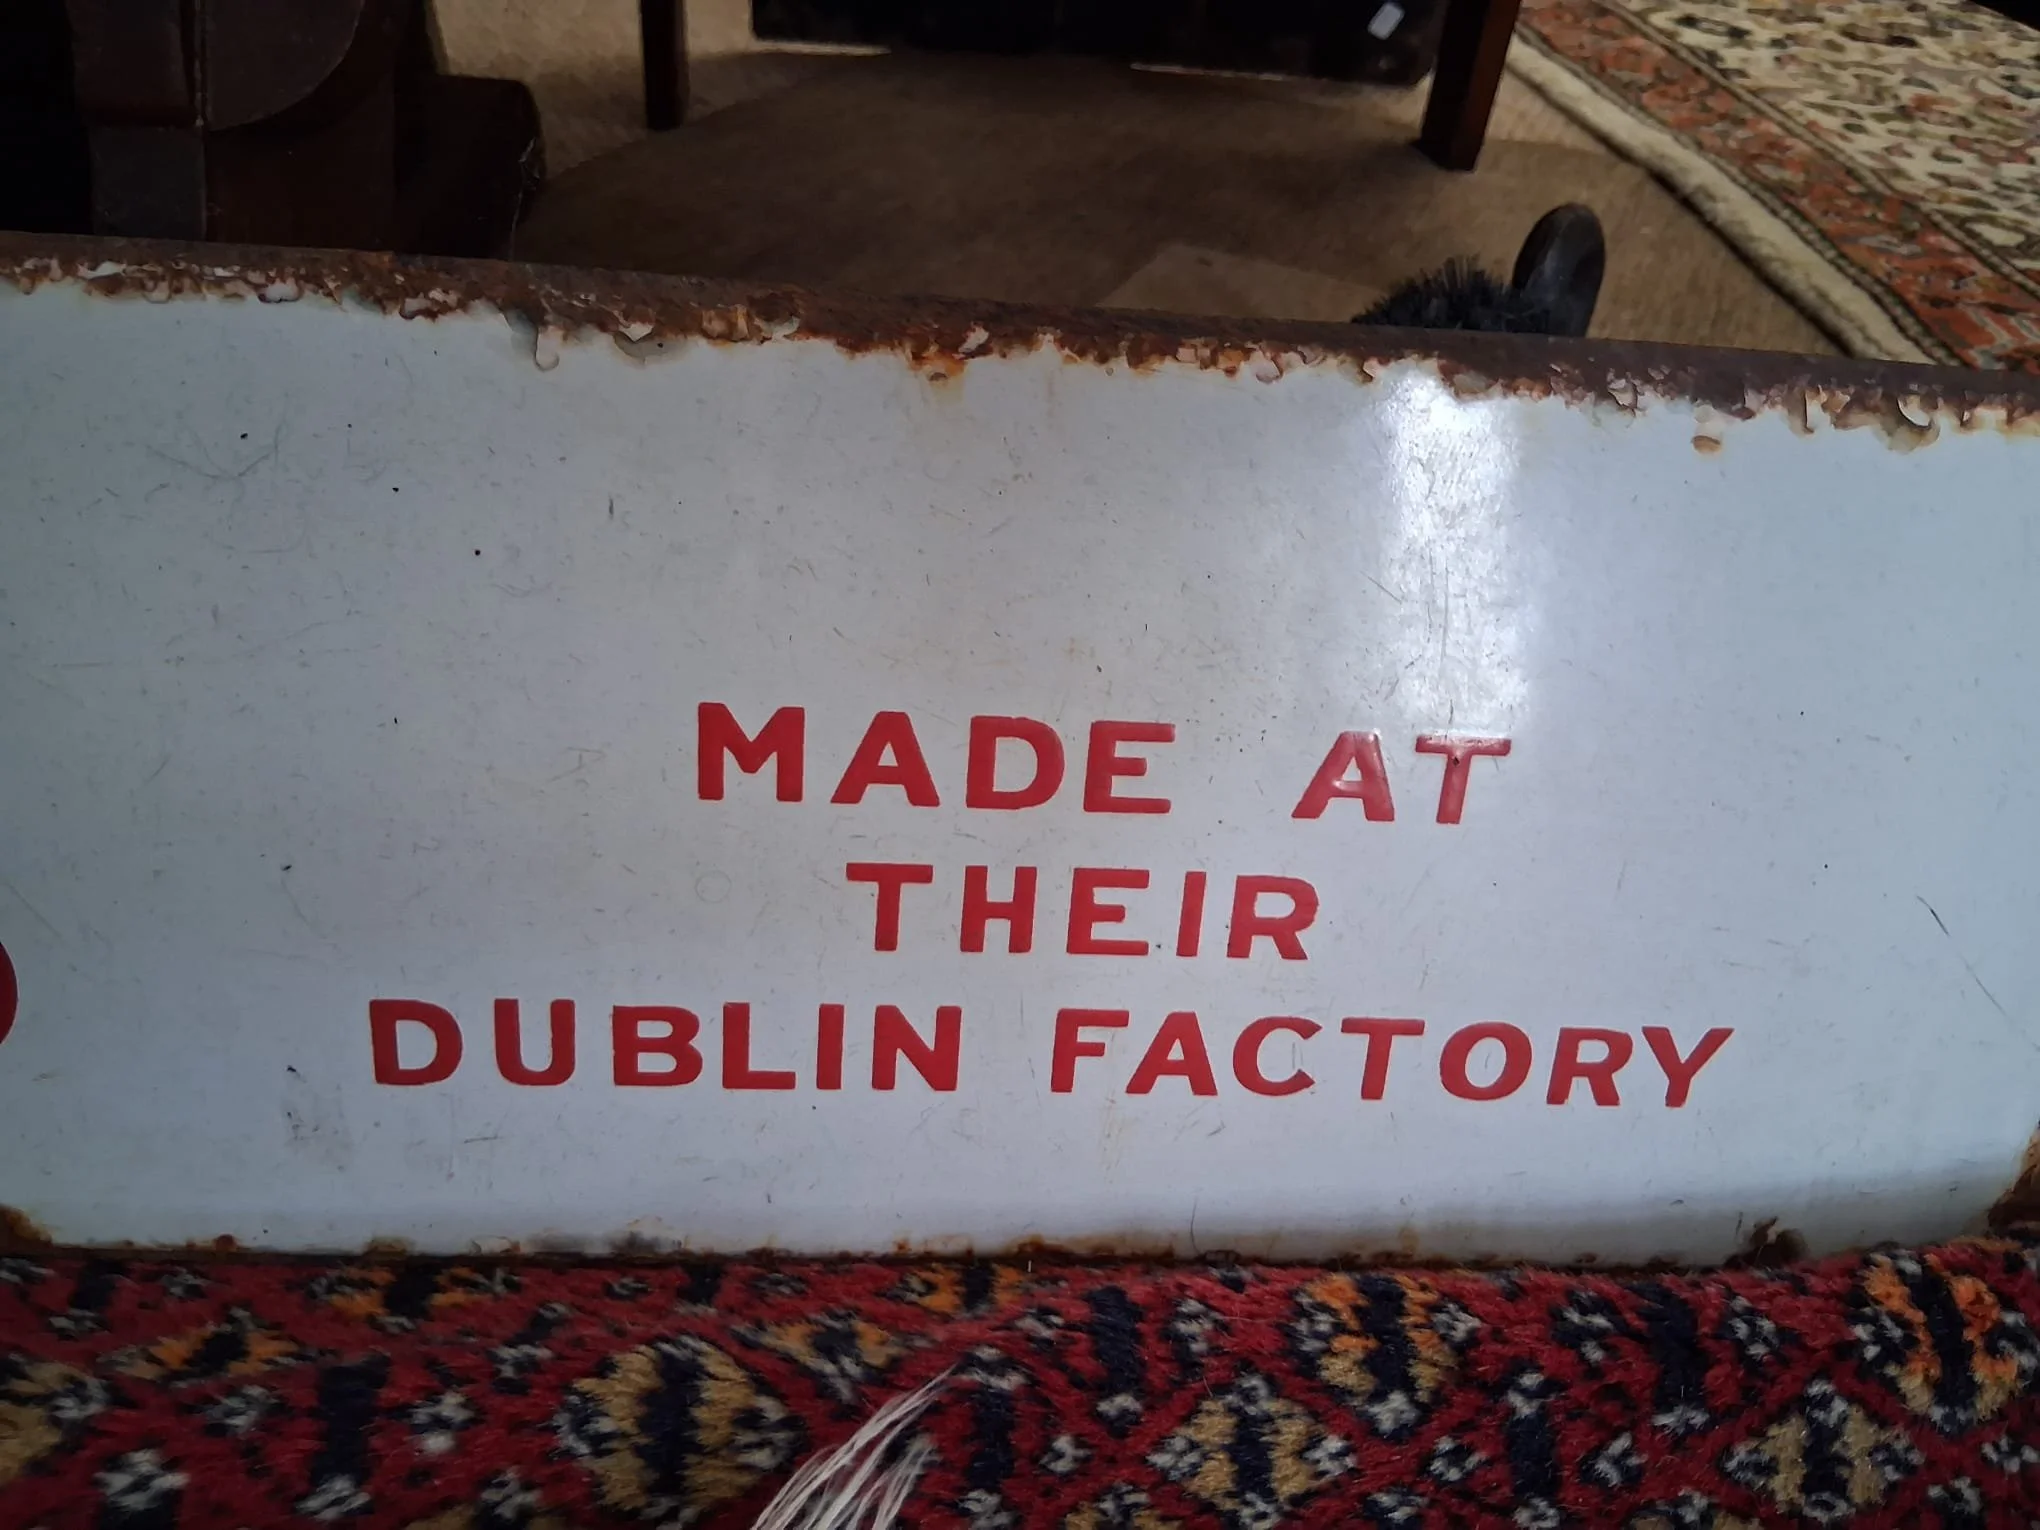 MADE AT
THEIR
DUBLIN FACTORY